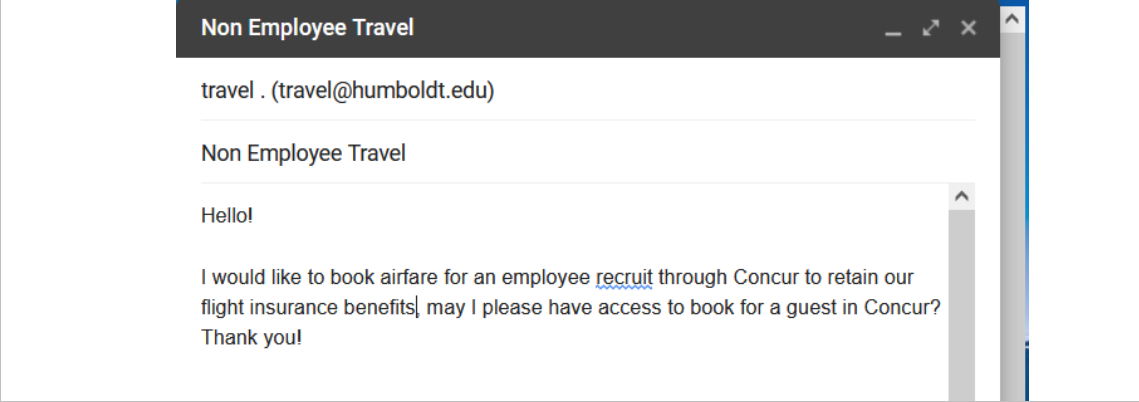 Non Employee Travel
travel . (travel@humboldt.edu)
Non Employee Travel
Hello!
I would like to book airfare for an employee recruit through Concur to retain our
flight insurance benefits, may I please have access to book for a guest in Concur?
Thank you!